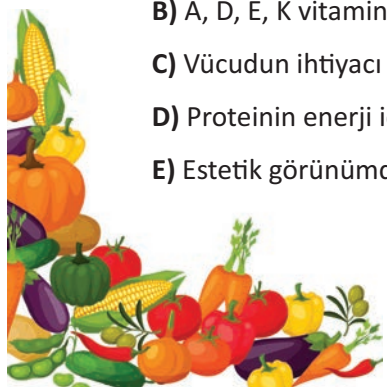 B) A, D, E, K vitamin
C) Vücudun ihtiyacı
D) Proteinin enerji
E) Estetik